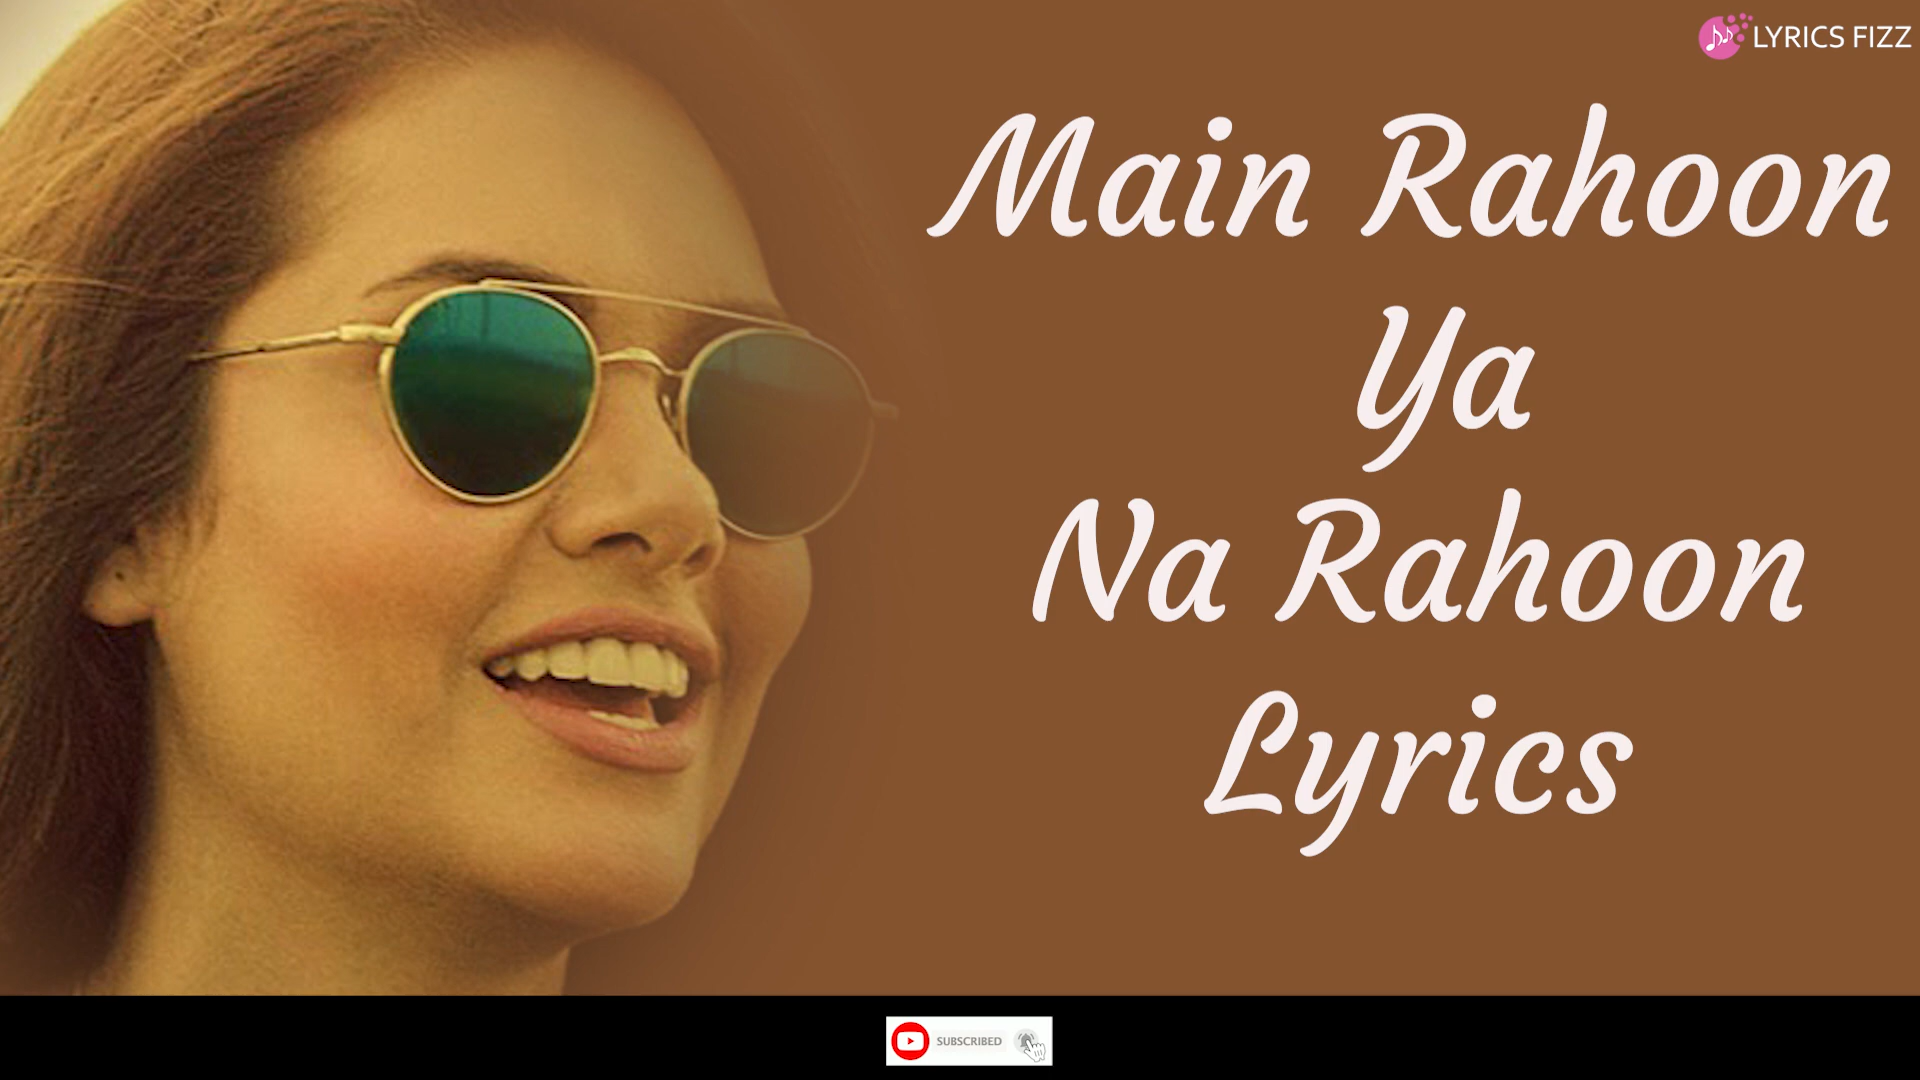 LYRICS FIZZ
Main Rahoon
Ya
Na Rahoon
Lyrics
SUBSCRIBED